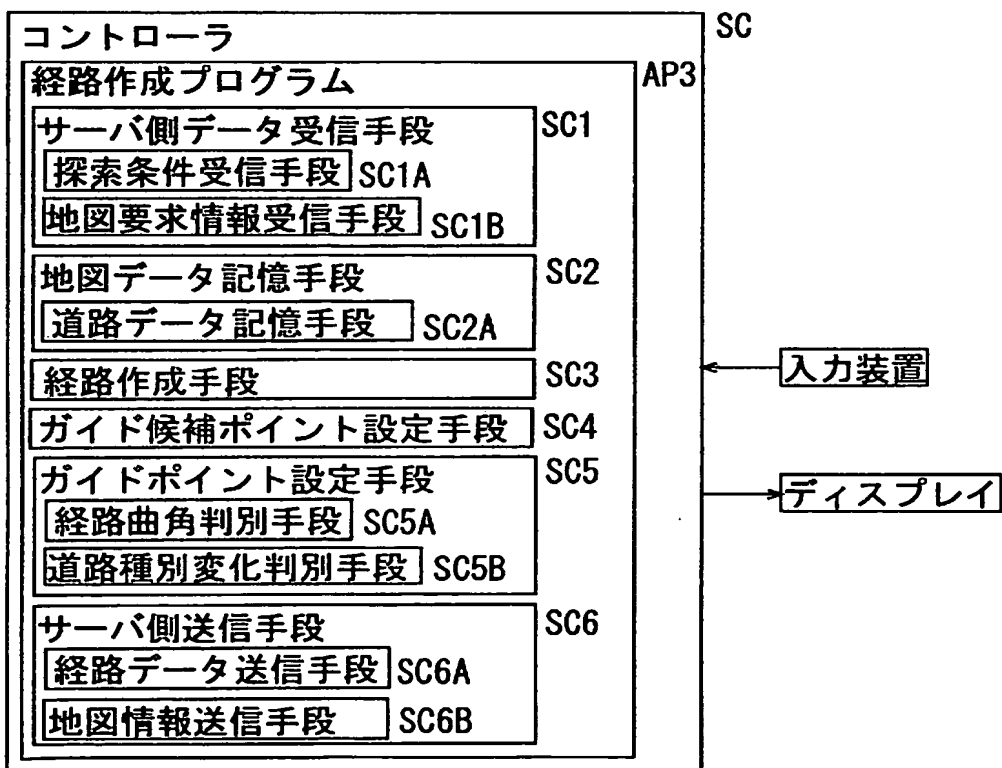 コントローラ SC
経路作成プログラム AP3
サーバ側データ受信手段 SC1
探索条件受信手段 SC1A
地図要求情報受信手段 SC1B
地図データ記憶手段 SC2
道路データ記憶手段 SC2A
経路作成手段 SC3
入力装置
ガイド候補ポイント設定手段 SC4
ガイドポイント設定手段 SC5
ディスプレイ
経路曲角判別手段 SC5A
道路種別変化判別手段 SC5B
サーバ側送信手段 SC6
経路データ送信手段 SC6A
地図情報送信手段 SC6B